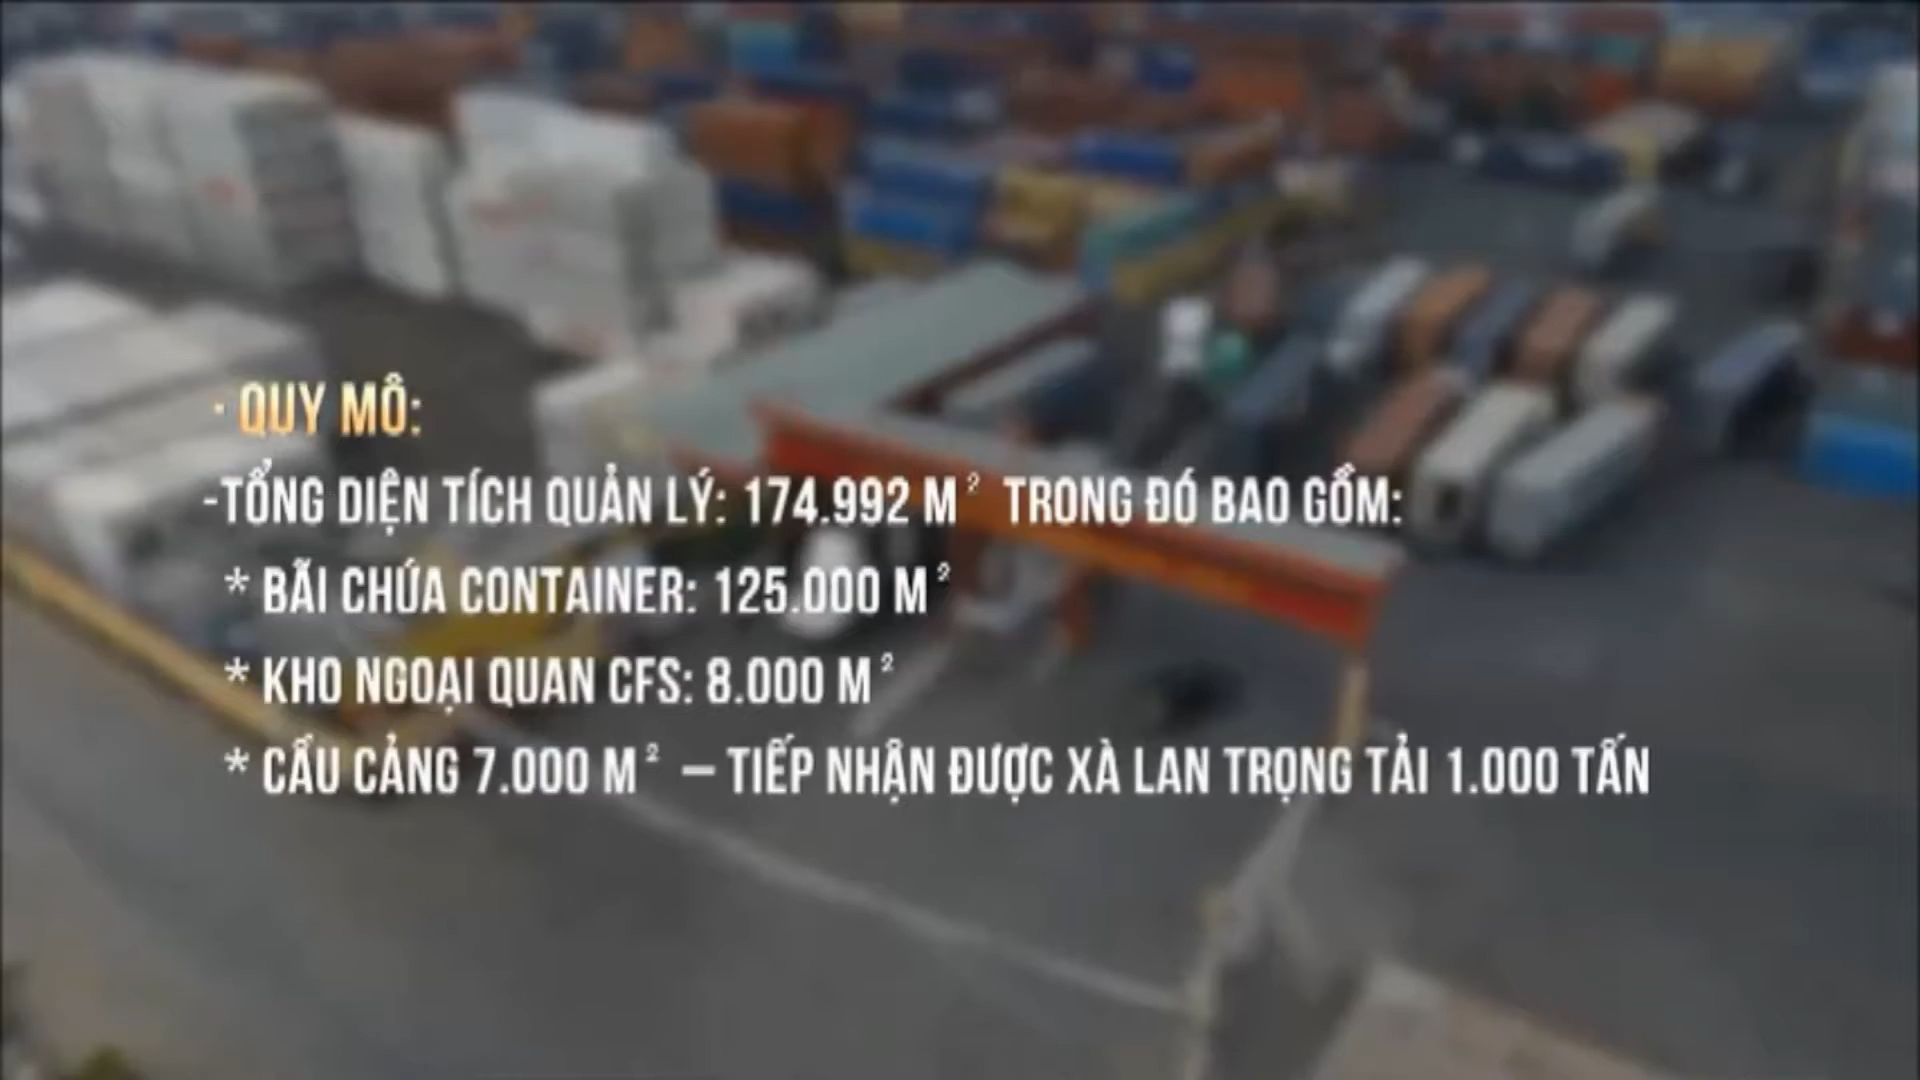 · QUY MÔ:
-TỔNG DIỆN TÍCH QUẢN LÝ: 174.992 M² TRONG ĐÓ BAO GỒM:
* BÃI CHỨA CONTAINER: 125.000 M²
* KHO NGOẠI QUAN CFS: 8.000 M²
* CẦU CẢNG 7.000 M² – TIẾP NHẬN ĐƯỢC XÀ LAN TRỌNG TẢI 1.000 TẤN